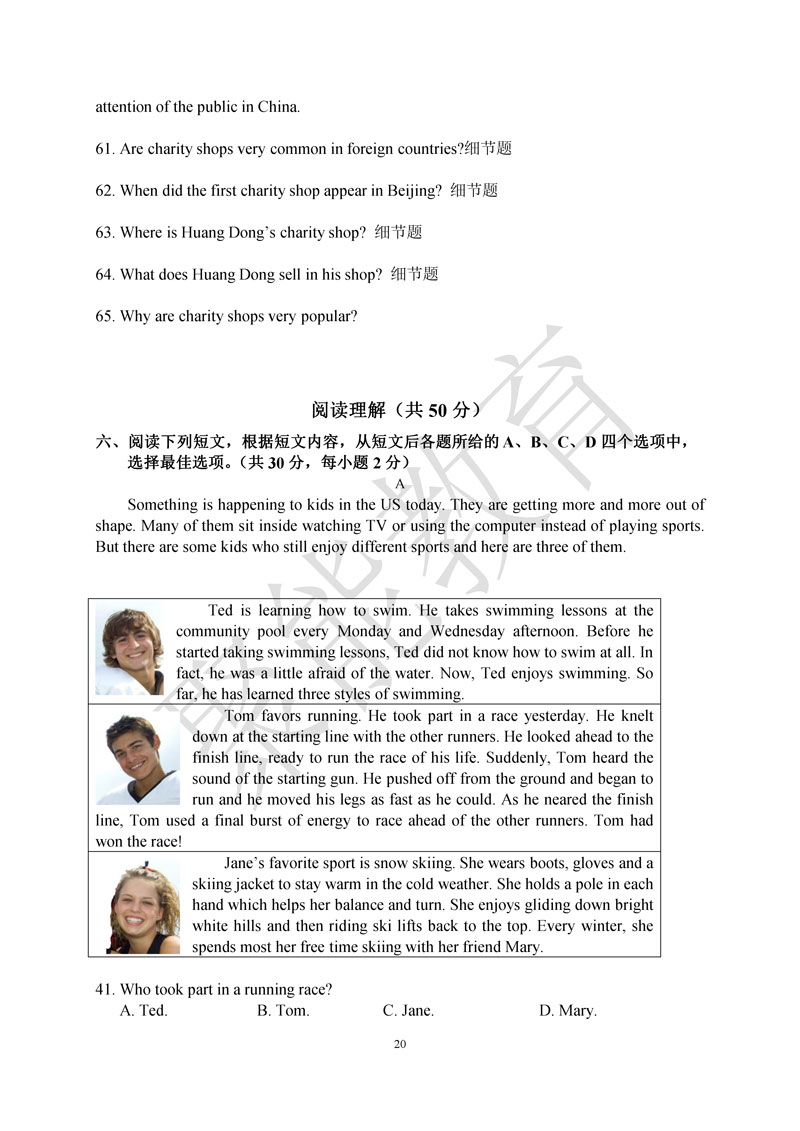 attention of the public in China.
61. Are charity shops very common in foreign countries?细节题
62. When did the first charity shop appear in Beijing? 细节题
63. Where is Huang Dong’s charity shop? 细节题
64. What does Huang Dong sell in his shop? 细节题
65. Why are charity shops very popular?
阅读理解（共 50 分）
六、阅读下列短文，根据短文内容，从短文后各题所给的 A、B、C、D 四个选项中，
选择最佳选项。（共 30 分，每小题 2 分）
A
Something is happening to kids in the US today. They are getting more and more out of
shape. Many of them sit inside watching TV or using the computer instead of playing sports.
But there are some kids who still enjoy different sports and here are three of them.
Ted is learning how to swim. He takes swimming lessons at the
community pool every Monday and Wednesday afternoon. Before he
started taking swimming lessons, Ted did not know how to swim at all. In
fact, he was a little afraid of the water. Now, Ted enjoys swimming. So
far, he has learned three styles of swimming.
Tom favors running. He took part in a race yesterday. He knelt
down at the starting line with the other runners. He looked ahead to the
finish line, ready to run the race of his life. Suddenly, Tom heard the
sound of the starting gun. He pushed off from the ground and began to
run and he moved his legs as fast as he could. As he neared the finish
line, Tom used a final burst of energy to race ahead of the other runners. Tom had
won the race!
Jane’s favorite sport is snow skiing. She wears boots, gloves and a
skiing jacket to stay warm in the cold weather. She holds a pole in each
hand which helps her balance and turn. She enjoys gliding down bright
white hills and then riding ski lifts back to the top. Every winter, she
spends most her free time skiing with her friend Mary.
41. Who took part in a running race?
A. Ted. B. Tom. C. Jane. D. Mary.
20
聚能教育